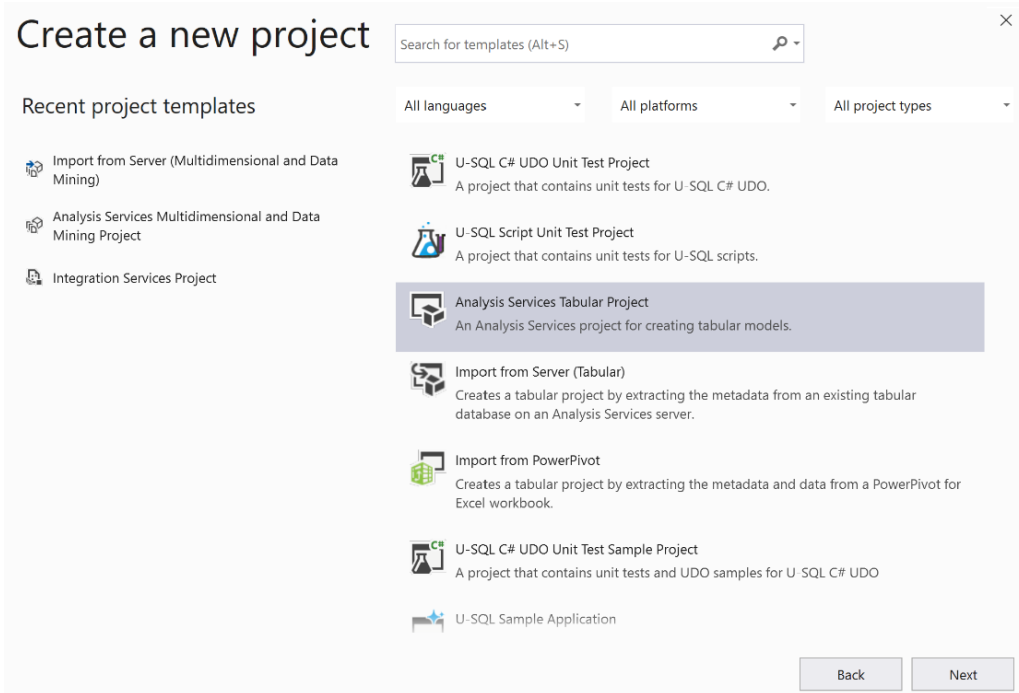 Create a new project
Search for templates (Alt+S)
Recent project templates
All languages
All platforms
All project types
Import from Server (Multidimensional and Data
Mining)
Analysis Services Multidimensional and Data
Mining Project
Integration Services Project
U-SQL C# UDO Unit Test Project
A project that contains unit tests for U-SQL C# UDO.
U-SQL Script Unit Test Project
A project that contains unit tests for U-SQL scripts.
Analysis Services Tabular Project
An Analysis Services project for creating tabular models.
Import from Server (Tabular)
Creates a tabular project by extracting the metadata from an existing tabular
database on an Analysis Services server.
Import from PowerPivot
Creates a tabular project by extracting the metadata and data from a PowerPivot for
Excel workbook.
U-SQL C# UDO Unit Test Sample Project
A project that contains unit tests and UDO samples for U-SQL C# UDO
U-SQL Sample Application
Back
Next